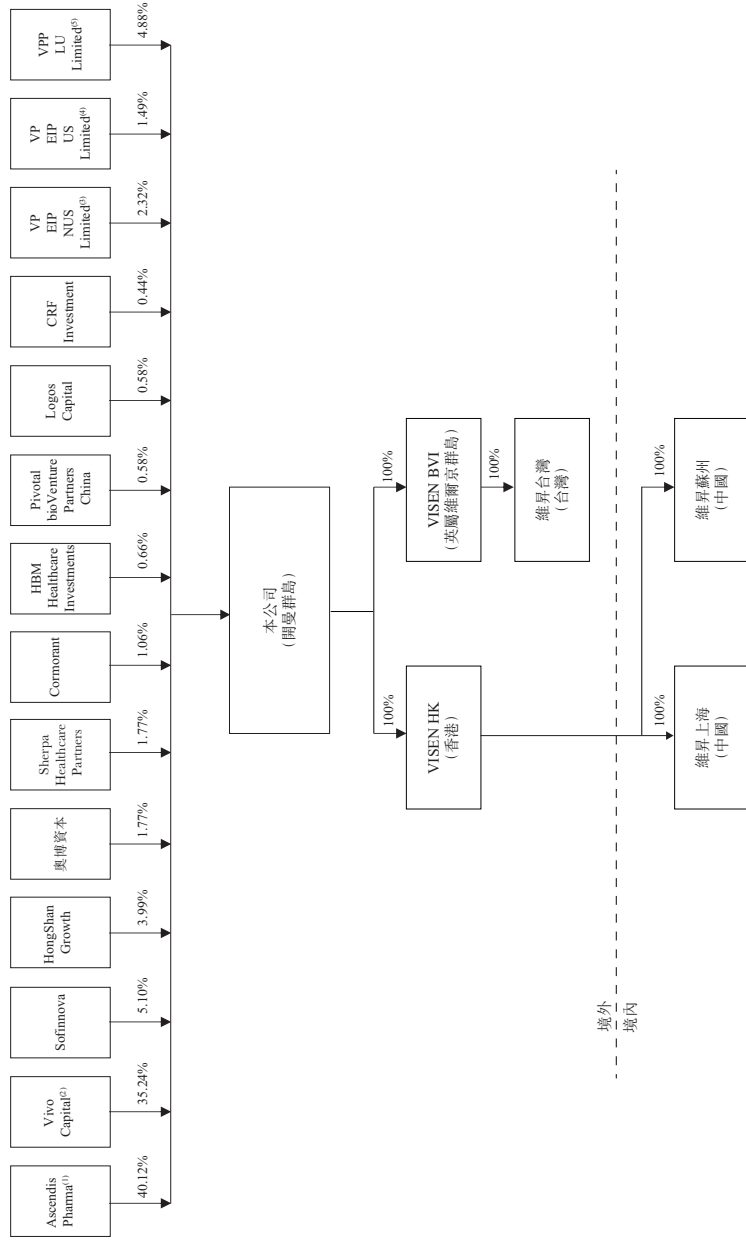 Ascendis
Pharma(1)
Vivo
Capital(2)
Sofinnova
HongShan
Growth
奧博資本
Sherpa
Healthcare
Partners
Cormorant
HBM
Healthcare
Investments
Pivotal
bioVenture
Partners
China
Logos
Capital
CRF
Investment
VP
EIP
NUS
Limited(3)
VP
EIP
US
Limited(4)
VPP
LU
Limited(5)
40.12%
35.24%
5.10%
3.99%
1.77%
1.77%
1.06%
0.66%
0.58%
0.58%
0.44%
2.32%
1.49%
4.88%
本公司
(開曼群島)
100%
100%
VISEN HK
(香港)
VISEN BVI
(英屬維爾京群島)
100%
維昇台灣
(台灣)
境外
境內
100%
100%
維昇上海
(中國)
維昇蘇州
(中國)